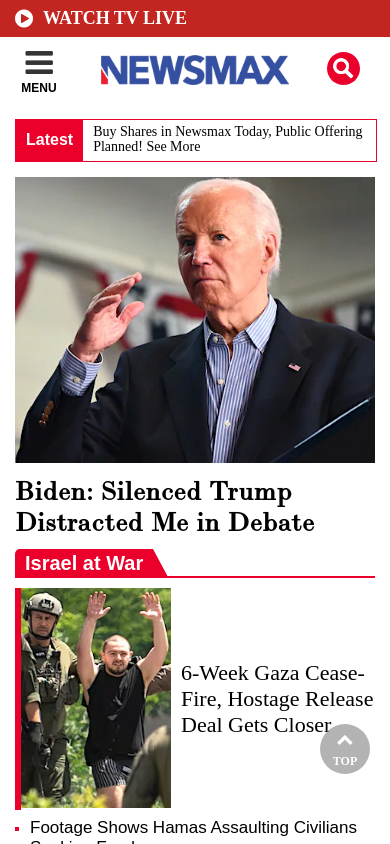 WATCH TV LIVE
MENU
NEWSMAX
Latest
Buy Shares in Newsmax Today, Public Offering
Planned! See More
Biden: Silenced Trump
Distracted Me in Debate
Israel at War
6-Week Gaza Cease-
Fire, Hostage Release
Deal Gets Closer
TOP
Footage Shows Hamas Assaulting Civilians